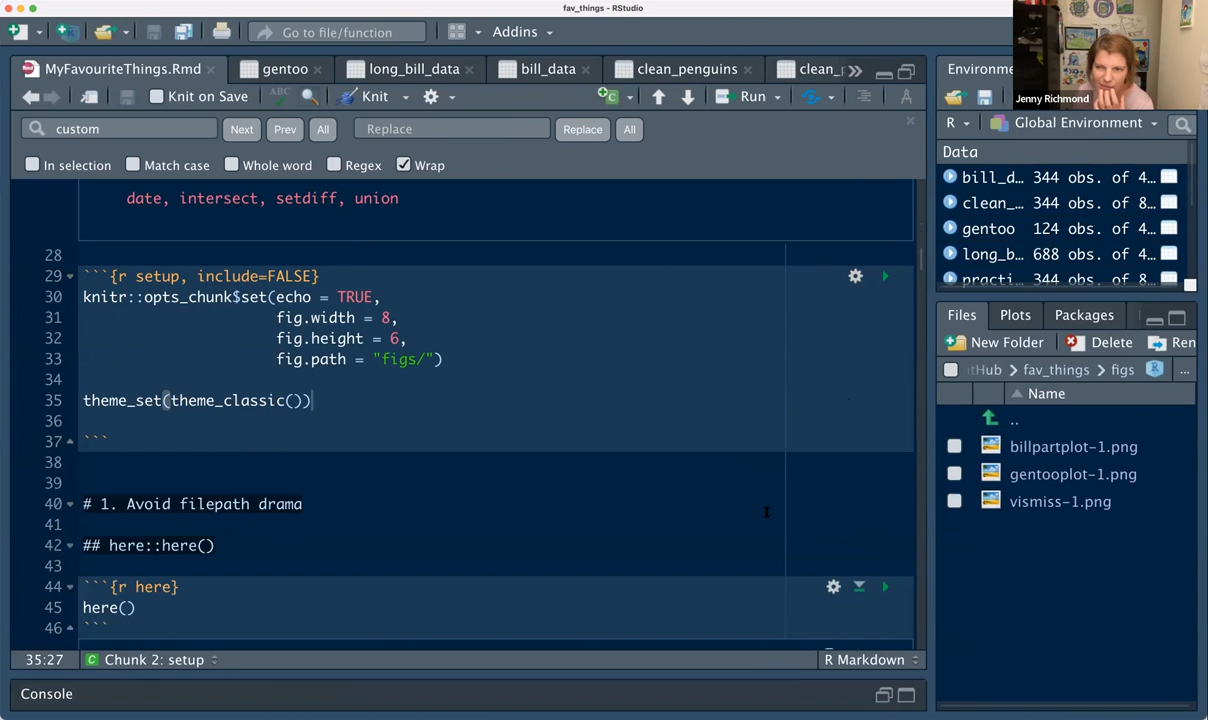 fav_things - RStudio
Go to file/function
Addins
MyFavouriteThings.Rmd
gentoo
long_bill_data
bill_data
clean_penguins
clean_
Environme
Jenny Richmond
Knit on Save
ABC
Knit
Run
R
Global Environment
custom
Next
Prev
All
Replace
Replace
All
In selection
Match case
Whole word
Regex
Wrap
Data
bill_d… 344 obs. of 4…
clean_… 344 obs. of 8…
gentoo 124 obs. of 4…
long_b… 688 obs. of 4…
practi… 344 obs. of 8…
date, intersect, setdiff, union
28
29 ```{r setup, include=FALSE}
30 knitr::opts_chunk$set(echo = TRUE,
31 fig.width = 8,
32 fig.height = 6,
33 fig.path = "figs/")
34
35 theme_set(theme_classic())
36
37 ```
38
39
40 # 1. Avoid filepath drama
41
42 ## here::here()
43
44 ```{r here}
45 here()
46 ```
Files
Plots
Packages
New Folder
Delete
Ren
tHub
fav_things
figs
R
...
Name
..
billpartplot-1.png
gentooplot-1.png
vismiss-1.png
35:27
C Chunk 2: setup
R Markdown
Console